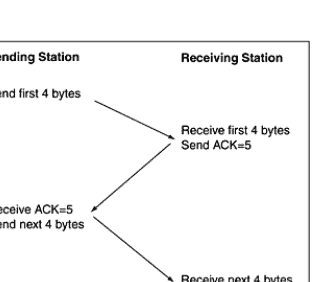 ending Station
Receiving Station
end first 4 bytes
Receive first 4 bytes
Send ACK=5
eceive ACK=5
end next 4 bytes
Receive next 4 bytes